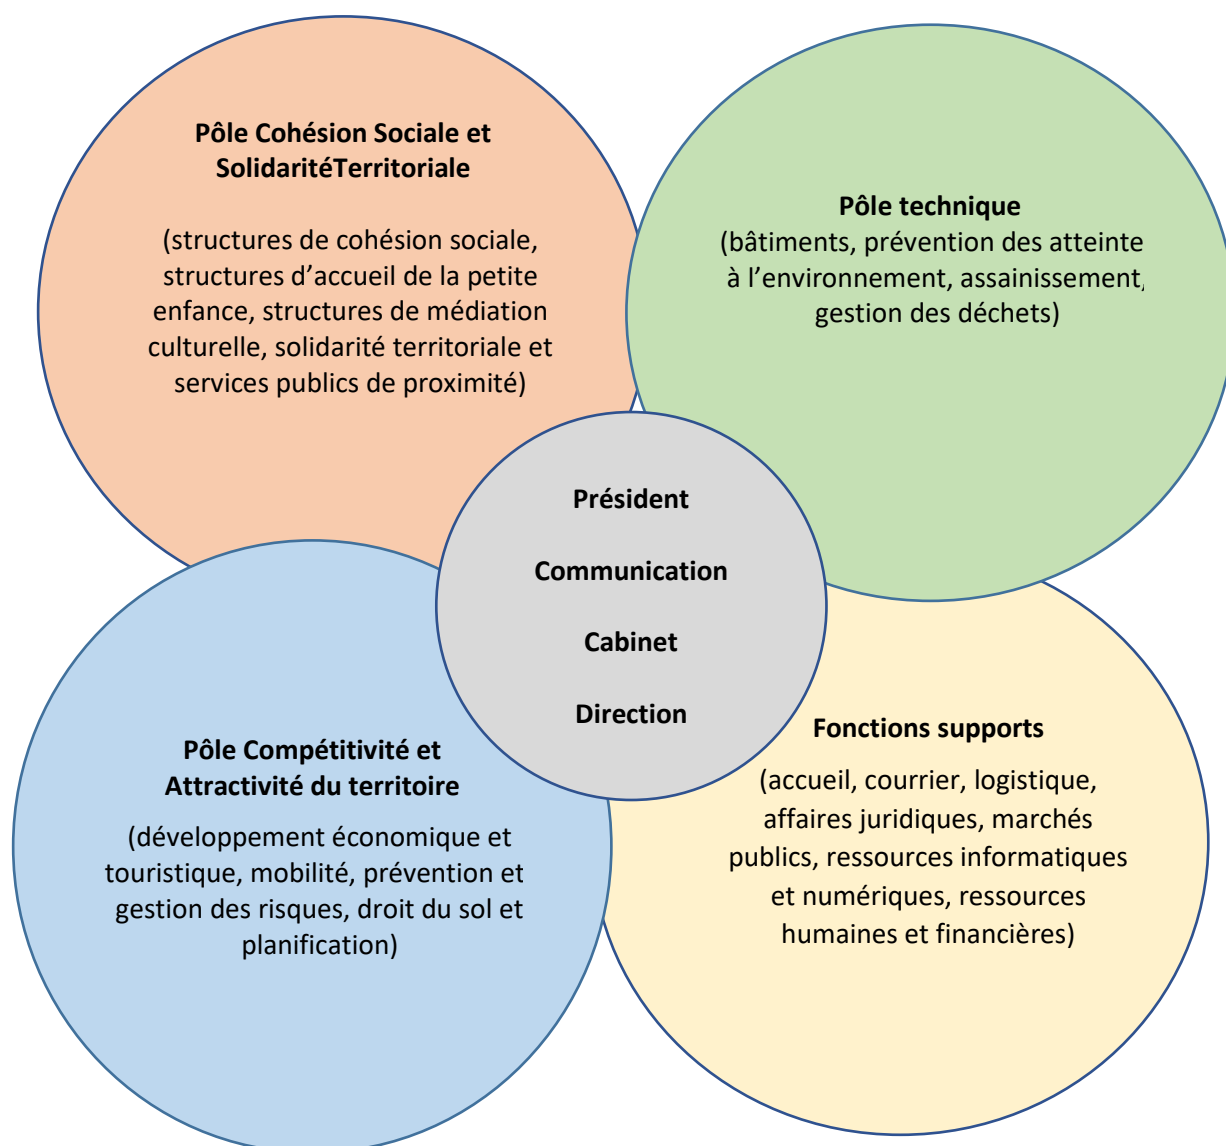 Pôle Cohésion Sociale et
SolidaritéTerritoriale
(structures de cohésion sociale,
structures d’accueil de la petite
enfance, structures de médiation
culturelle, solidarité territoriale et
services publics de proximité)
Pôle technique
(bâtiments, prévention des atteinte
à l’environnement, assainissement,
gestion des déchets)
Président
Communication
Cabinet
Direction
Pôle Compétitivité et
Attractivité du territoire
(développement économique et
touristique, mobilité, prévention et
gestion des risques, droit du sol et
planification)
Fonctions supports
(accueil, courrier, logistique,
affaires juridiques, marchés
publics, ressources informatiques
et numériques, ressources
humaines et financières)